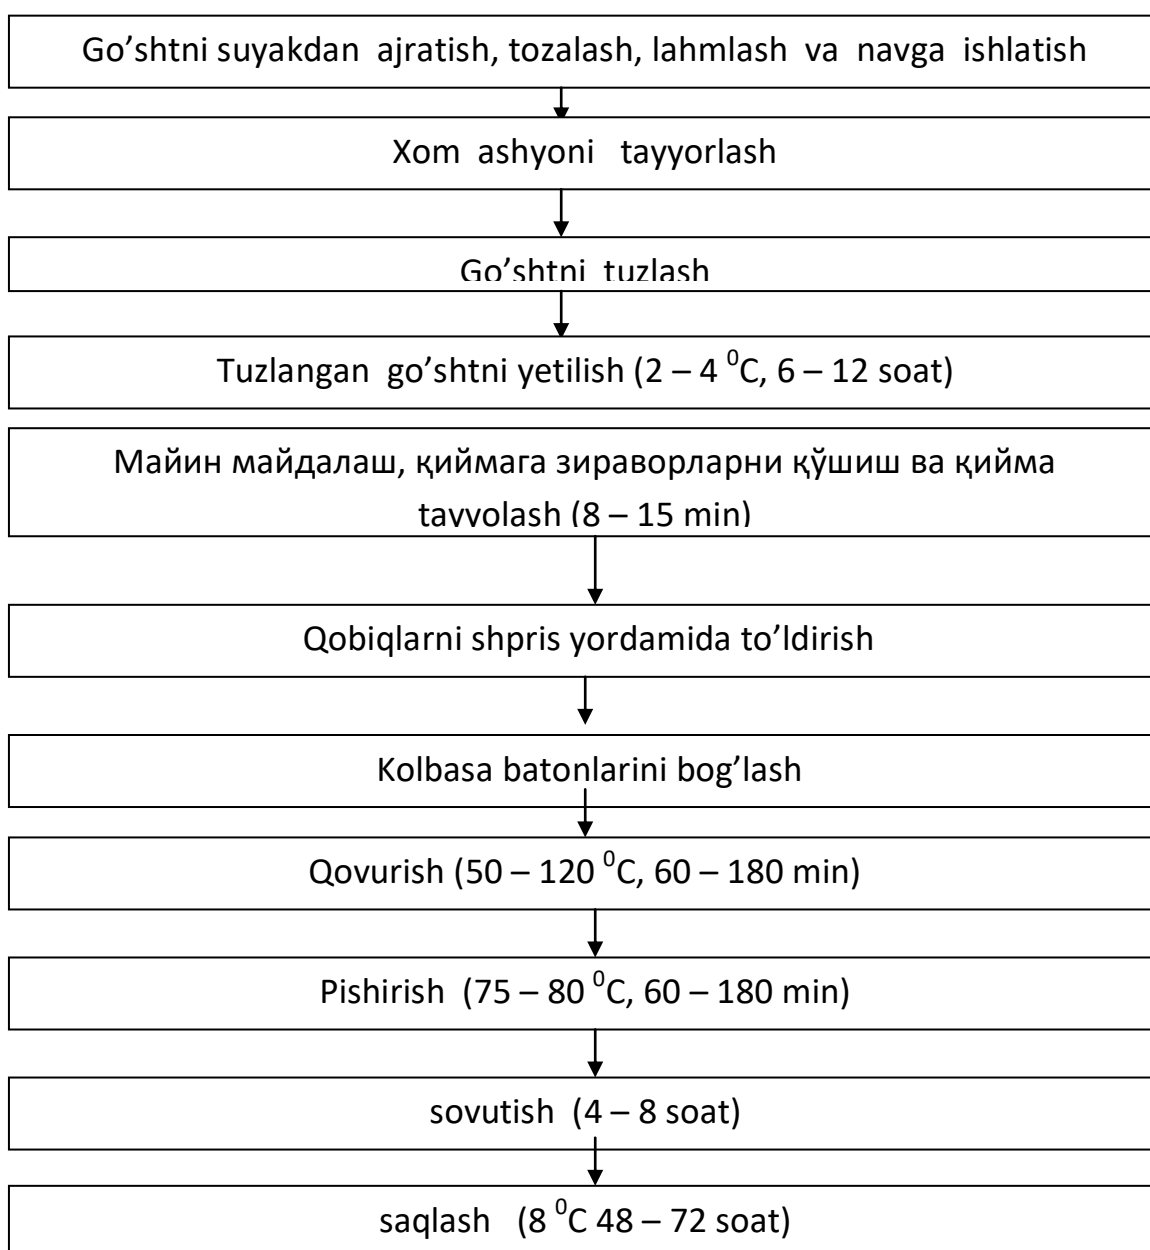 Go’shtni suyakdan ajratish, tozalash, lahmlash va navga ishlatish
Xom ashyoni tayyorlash
Go’shtni tuzlash
Tuzlangan go’shtni yetilish (2 – 4 ⁰C, 6 – 12 soat)
Майин майдалаш, қиймага зираворларни қўшиш ва қийма
tayyolash (8 – 15 min)
Qobiqlarni shpris yordamida to’ldirish
Kolbasa batonlarini bog’lash
Qovurish (50 – 120 ⁰C, 60 – 180 min)
Pishirish (75 – 80 ⁰C, 60 – 180 min)
sovutish (4 – 8 soat)
saqlash (8 ⁰C 48 – 72 soat)